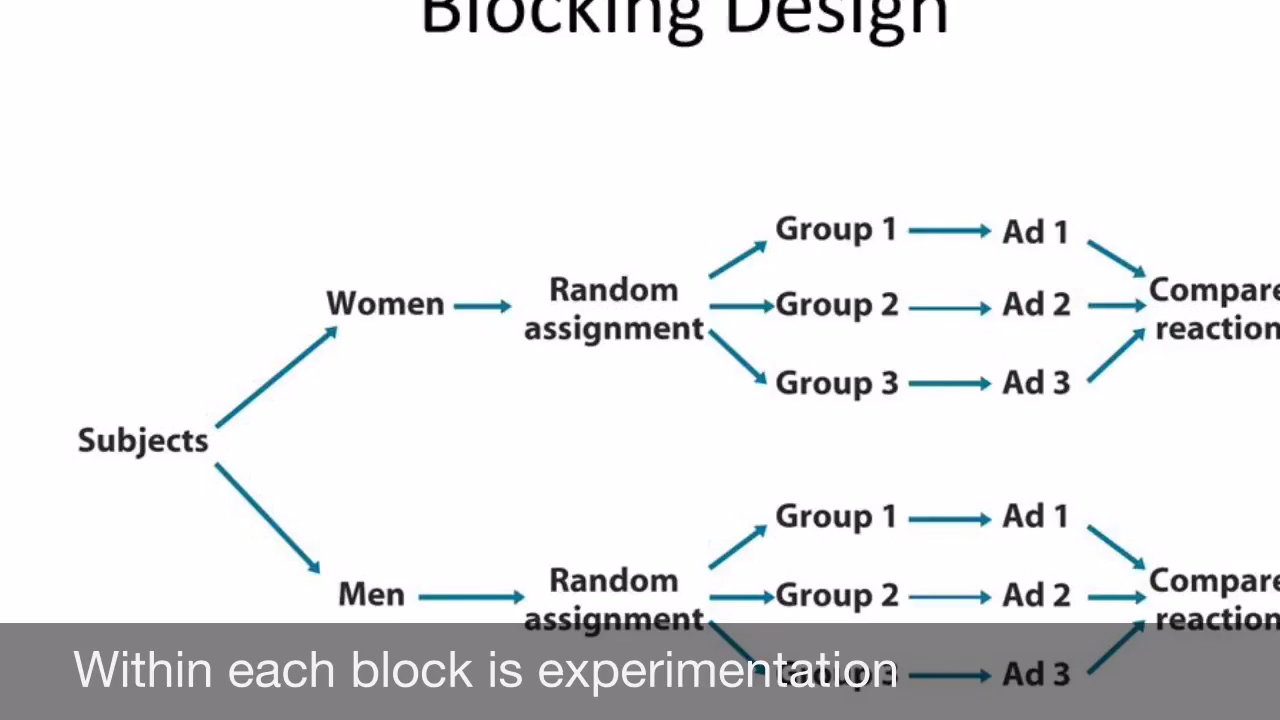 Blocking Design
Group 1 Ad 1
Women Random assignment Group 2 Ad 2 Compare reaction
Group 3 Ad 3
Subjects
Group 1 Ad 1
Men Random assignment Group 2 Ad 2 Compare reaction
Group 3 Ad 3
Within each block is experimentation